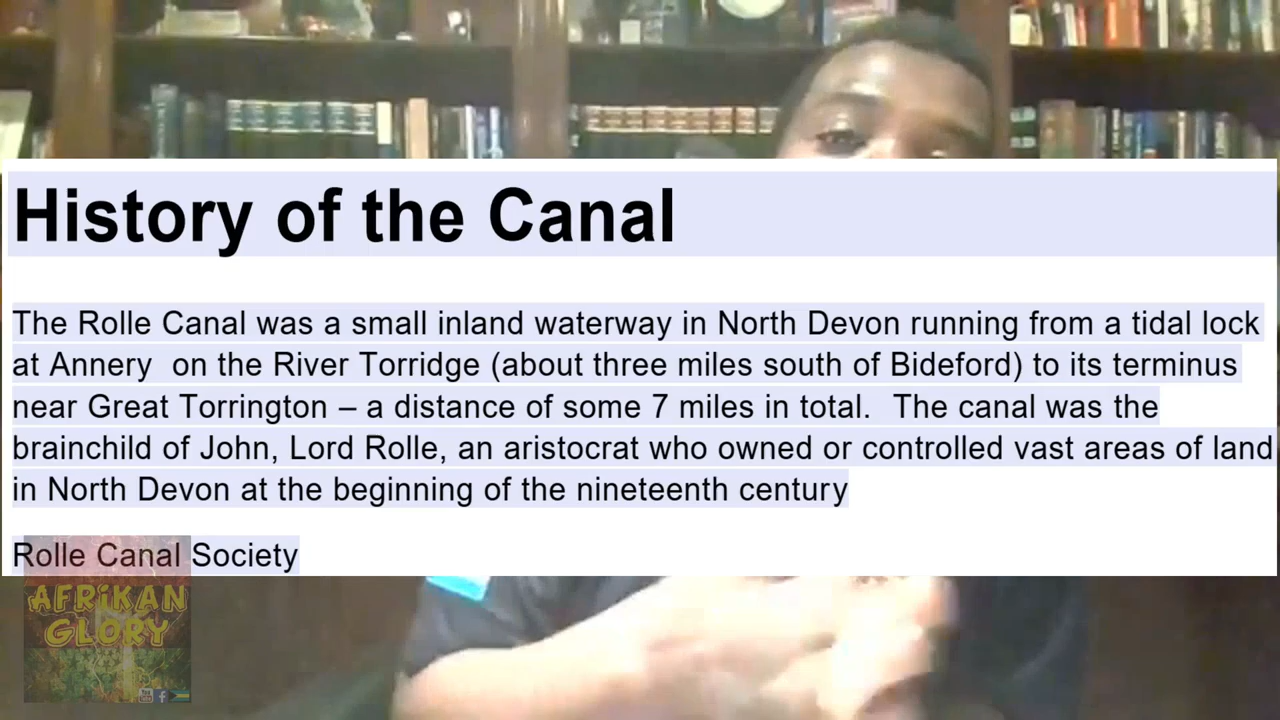 History of the Canal
The Rolle Canal was a small inland waterway in North Devon running from a tidal lock
at Annery on the River Torridge (about three miles south of Bideford) to its terminus
near Great Torrington – a distance of some 7 miles in total. The canal was the
brainchild of John, Lord Rolle, an aristocrat who owned or controlled vast areas of land
in North Devon at the beginning of the nineteenth century
Rolle Canal Society
AFRiKAN
GLORY